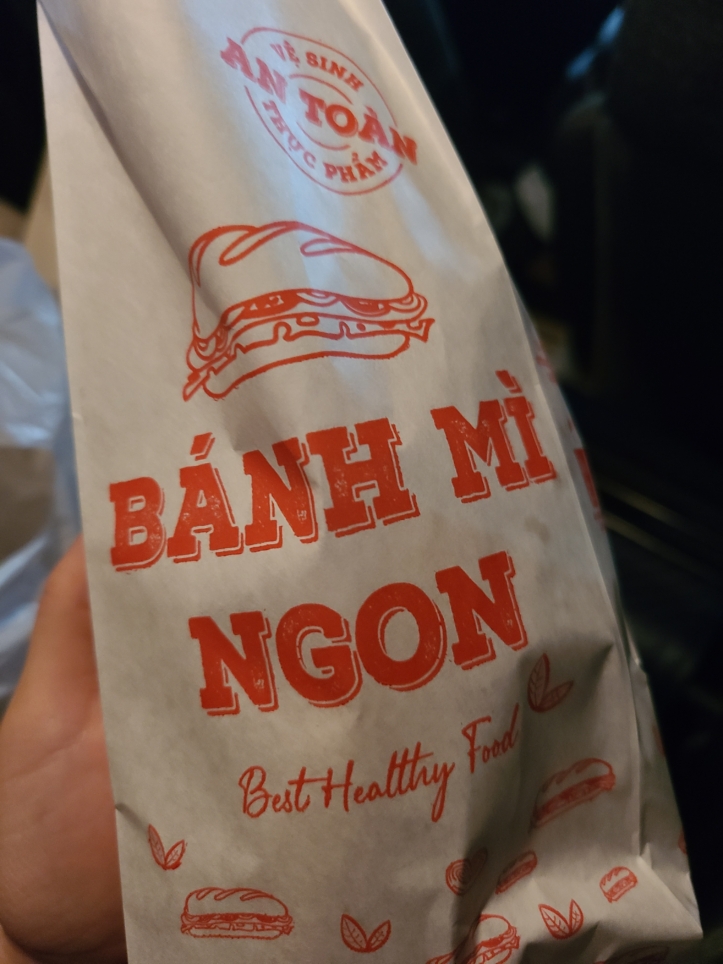 VỆ SINH
AN TOÀN
THỰC PHẨM
BÁNH MÌ
NGON
Best Healthy Food